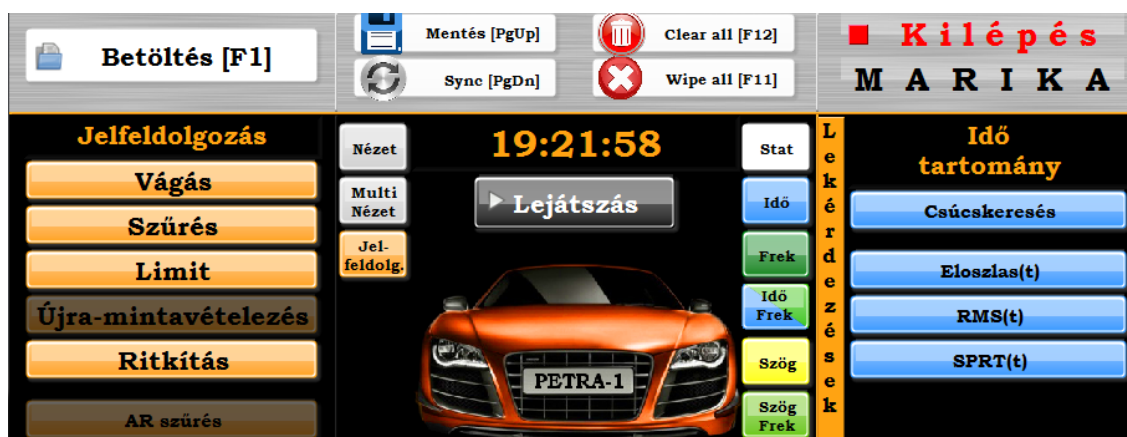 Betöltés [F1]
Mentés [PgUp]
Sync [PgDn]
Clear all [F12]
Wipe all [F11]
Kilépés
MARIKA
Jelfeldolgozás
Vágás
Szűrés
Limit
Újra-mintavételezés
Ritkítás
AR szűrés
Nézet
Multi
Nézet
Jel-
feldolg.
19:21:58
Lejátszás
PETRA-1
Stat
Idő
Frek
Idő
Frek
Szög
Szög
Frek
Lekérdezések
Idő
tartomány
Csúcskeresés
Eloszlas(t)
RMS(t)
SPRT(t)